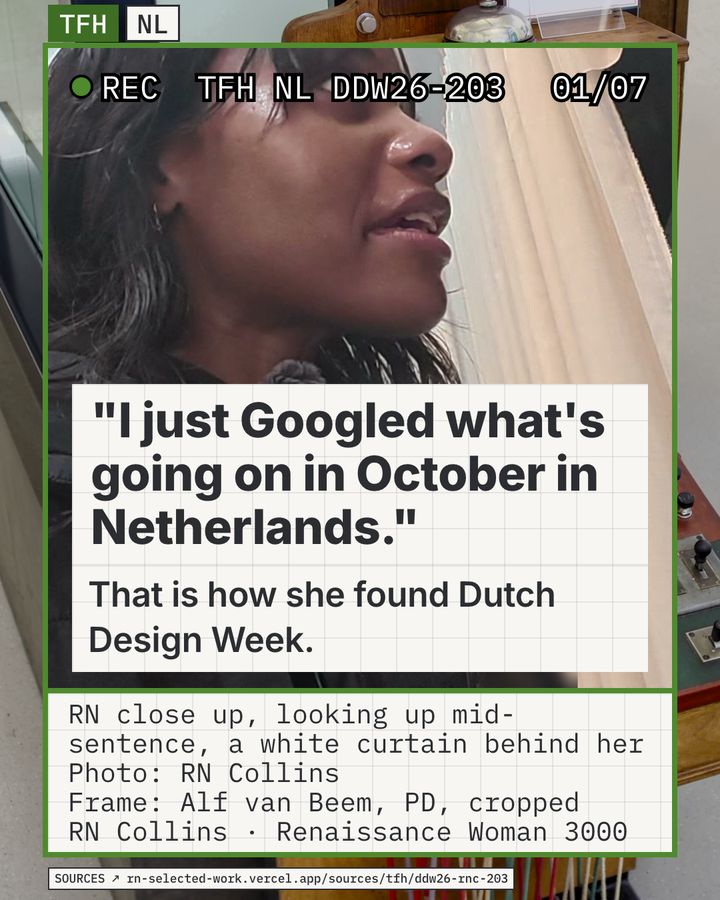 TFH NL
REC TFH NL DDW26-203 01/07
"I just Googled what's
going on in October in
Netherlands."
That is how she found Dutch
Design Week.
RN close up, looking up mid-
sentence, a white curtain behind her
Photo: RN Collins
Frame: Alf van Beem, PD, cropped
RN Collins · Renaissance Woman 3000
SOURCES ↗ rn-selected-work.vercel.app/sources/tfh/ddw26-rnc-203